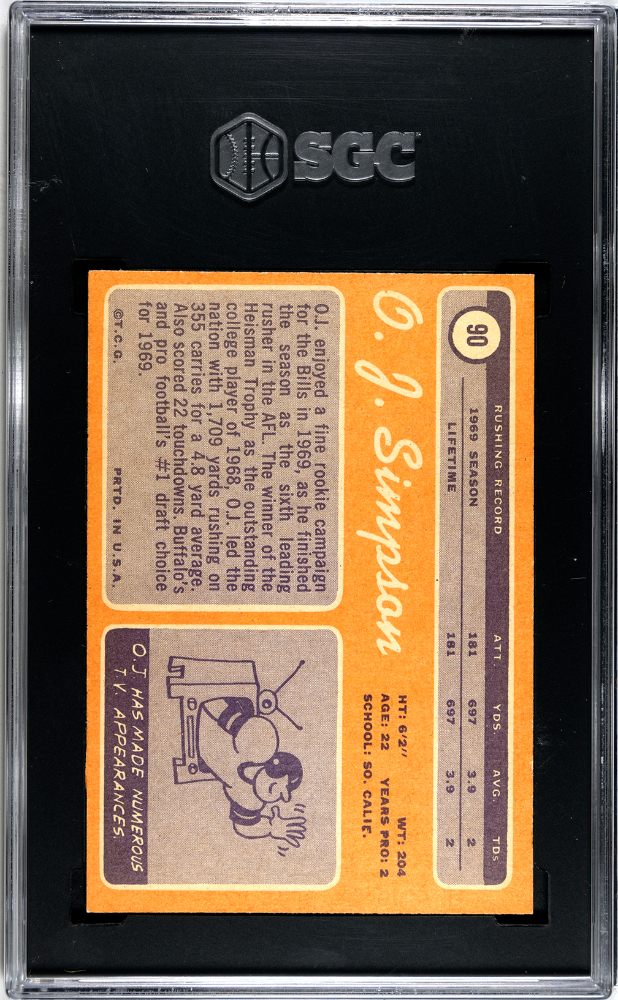 SGC
90
RUSHING RECORD ATT. YDS. AVG. TDs
1969 SEASON 181 697 3.9 2
LIFETIME 181 697 3.9 2
O. J. Simpson
HT: 6'2" WT: 204
AGE: 22 YEARS PRO: 2
SCHOOL: SO. CALIF.
O.J. enjoyed a fine rookie campaign
for the Bills in 1969, as he finished
the season as the sixth leading
rusher in the AFL. The winner of the
Heisman Trophy as the outstanding
college player of 1968, O.J. led the
nation with 1,709 yards rushing on
355 carries for a 4.8 yard average.
Also scored 22 touchdowns. Buffalo's
and pro football's #1 draft choice
for 1969.
©T.C.G. PRTD. IN U.S.A.
O.J. HAS MADE NUMEROUS
T.V. APPEARANCES.